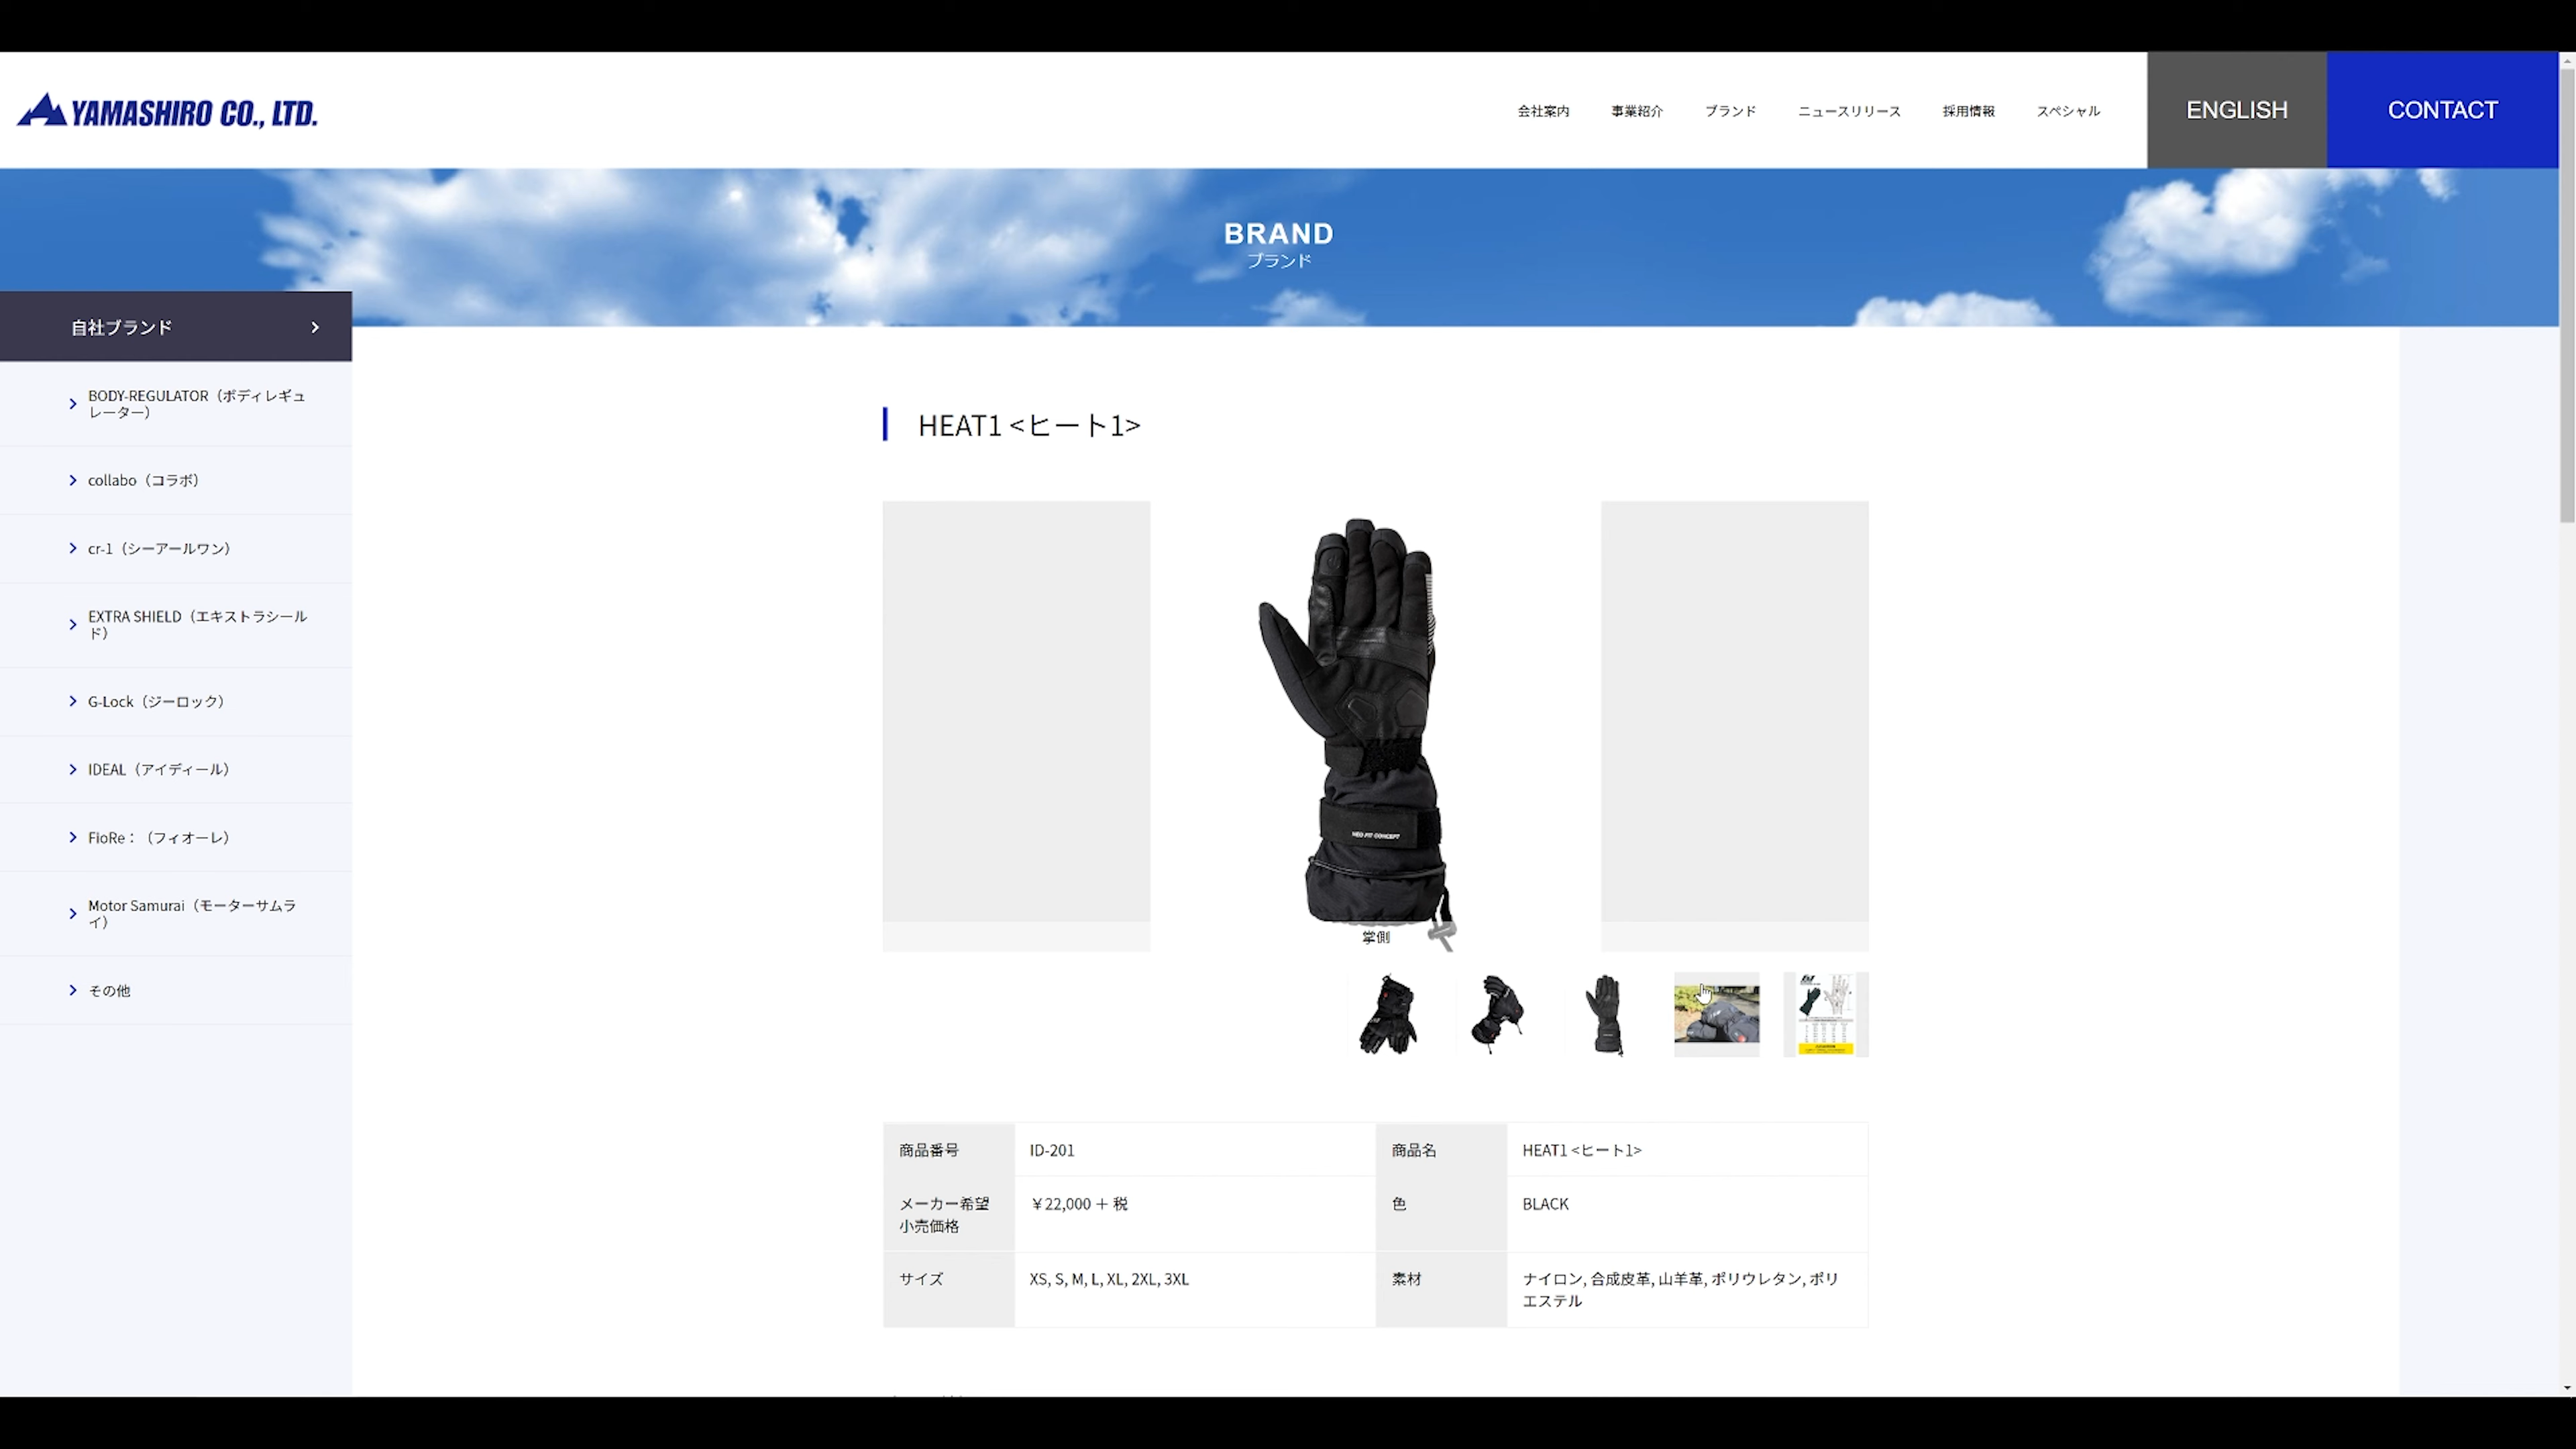 YAMASHIRO CO., LTD.
会社案内
事業紹介
ブランド
ニュースリリース
採用情報
スペシャル
ENGLISH
CONTACT
BRAND
ブランド
自社ブランド
BODY-REGULATOR（ボディレギュ
レーター）
collabo（コラボ）
cr-1（シーアールワン）
EXTRA SHIELD（エキストラシール
ド）
G-Lock（ジーロック）
IDEAL（アイディール）
FioRe：（フィオーレ）
Motor Samurai（モーターサムラ
イ）
その他
HEAT1 <ヒート1>
NEO FIT CONCEPT
掌側
商品番号
ID-201
商品名
HEAT1 <ヒート1>
メーカー希望
小売価格
￥22,000 + 税
色
BLACK
サイズ
XS, S, M, L, XL, 2XL, 3XL
素材
ナイロン, 合成皮革, 山羊革, ポリウレタン, ポリ
エステル